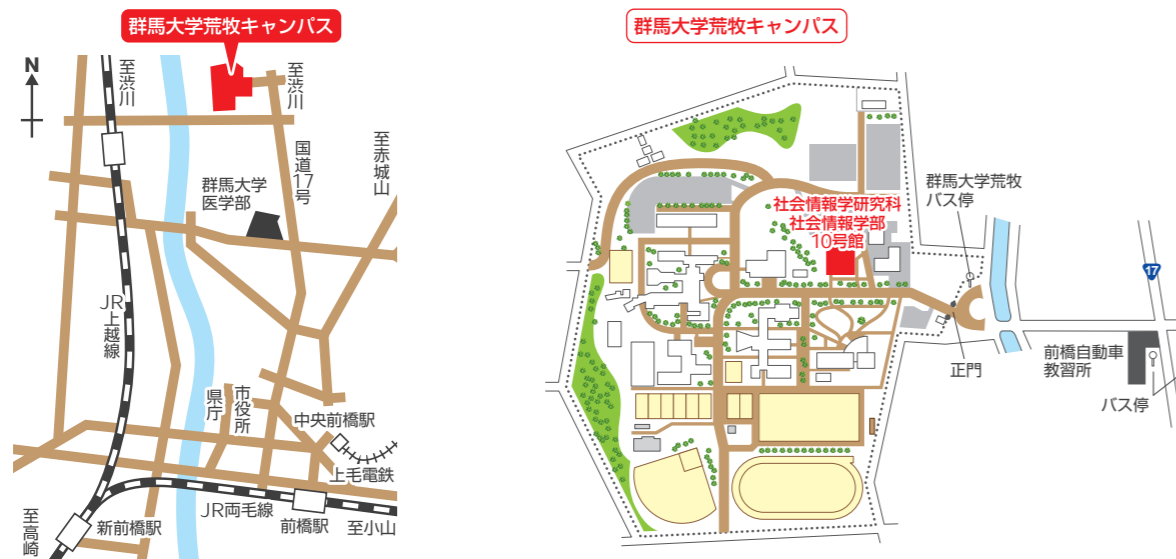 群馬大学荒牧キャンパス
N
至渋川
至渋川
国道17号
至赤城山
群馬大学
医学部
JR上越線
県庁
市役所
中央前橋駅
上毛電鉄
JR両毛線
前橋駅
至小山
新前橋駅
至高崎
群馬大学荒牧キャンパス
群馬大学荒牧
バス停
社会情報学研究科
社会情報学部
10号館
17
正門
前橋自動車
教習所
バス停